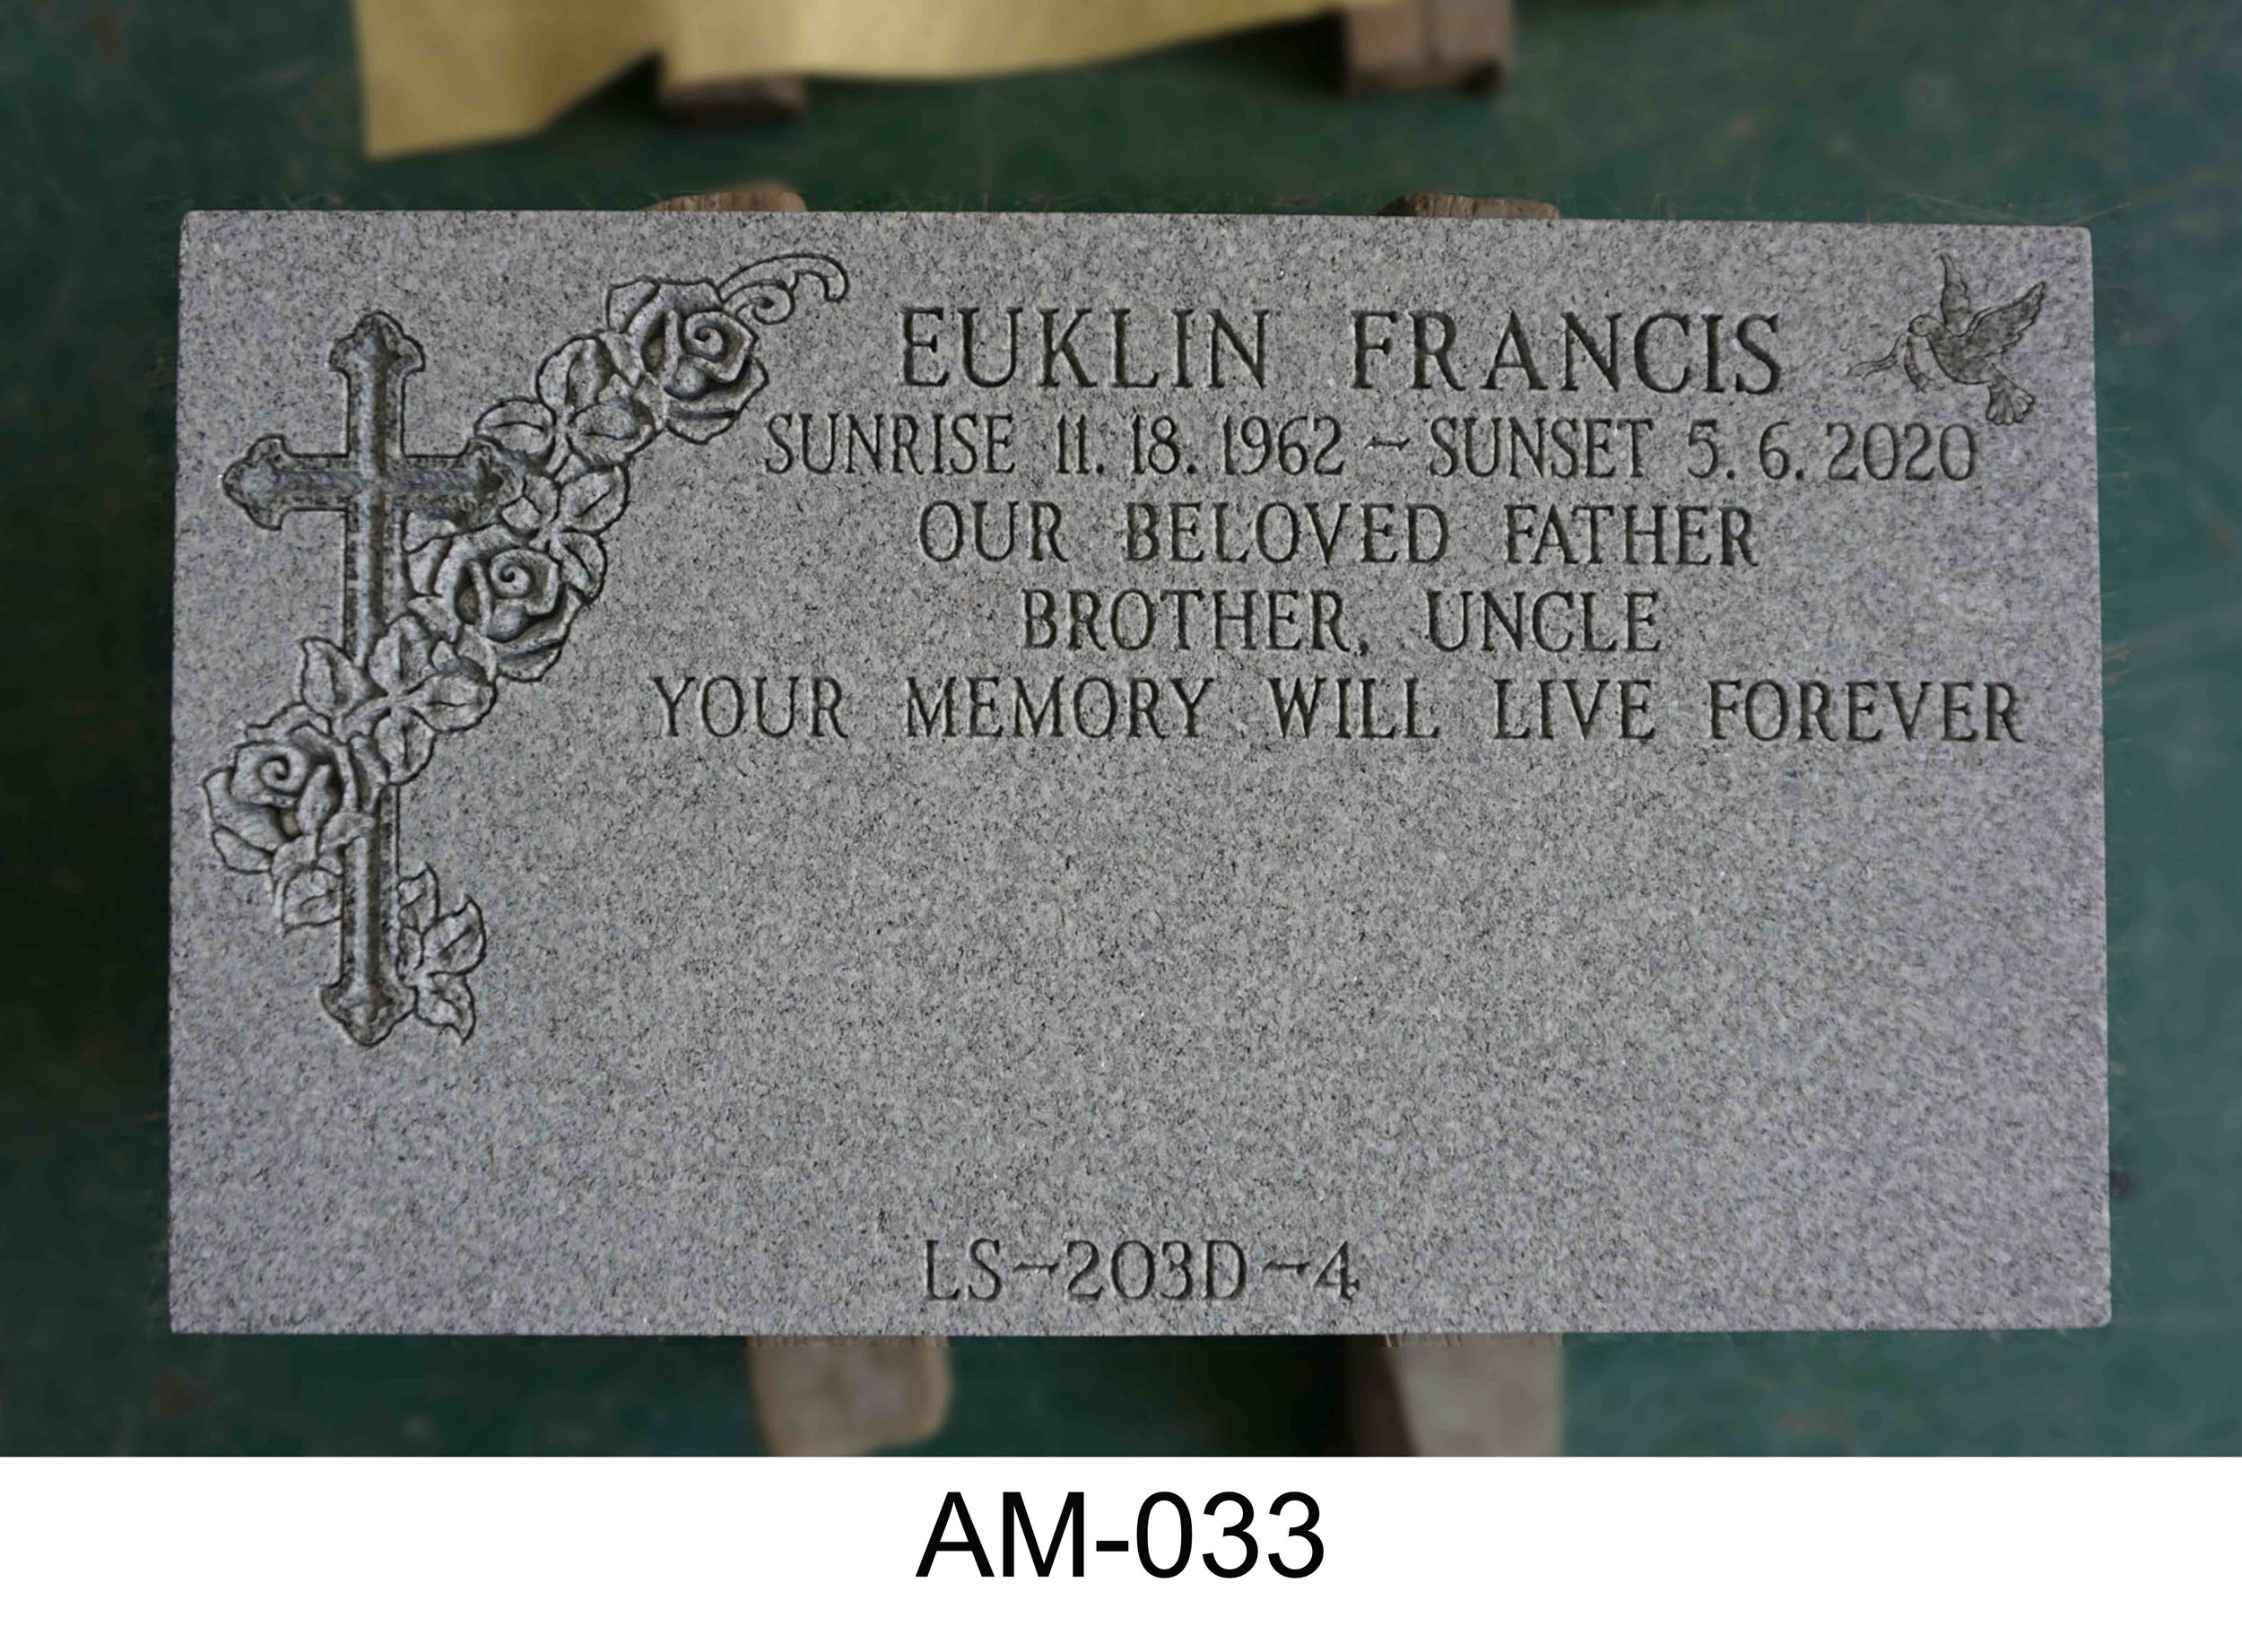 EUKLIN FRANCIS
SUNRISE 11. 18. 1962 ~ SUNSET 5. 6. 2020
OUR BELOVED FATHER
BROTHER, UNCLE
YOUR MEMORY WILL LIVE FOREVER
LS~203D~4
AM-033